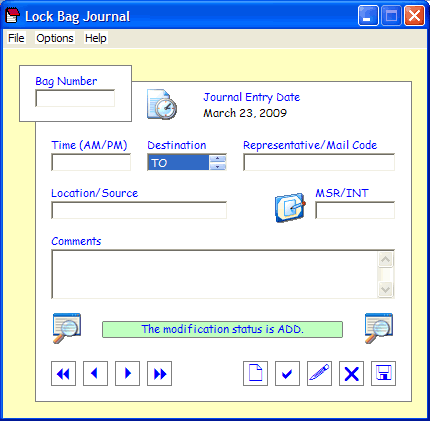 Lock Bag Journal
File Options Help
Bag Number
Journal Entry Date
March 23, 2009
Time (AM/PM) Destination Representative/Mail Code
TO
Location/Source MSR/INT
Comments
The modification status is ADD.